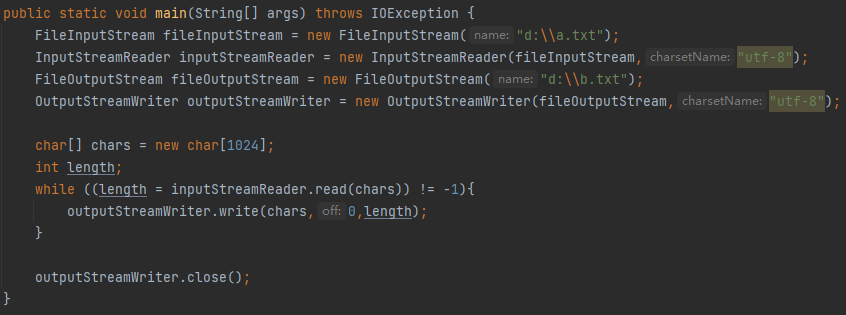 public static void main(String[] args) throws IOException {
FileInputStream fileInputStream = new FileInputStream( name: "d:\\a.txt");
InputStreamReader inputStreamReader = new InputStreamReader(fileInputStream, charsetName: "utf-8");
FileOutputStream fileOutputStream = new FileOutputStream( name: "d:\\b.txt");
OutputStreamWriter outputStreamWriter = new OutputStreamWriter(fileOutputStream, charsetName: "utf-8");
char[] chars = new char[1024];
int length;
while ((length = inputStreamReader.read(chars)) != -1){
outputStreamWriter.write(chars, off: 0,length);
}
outputStreamWriter.close();
}